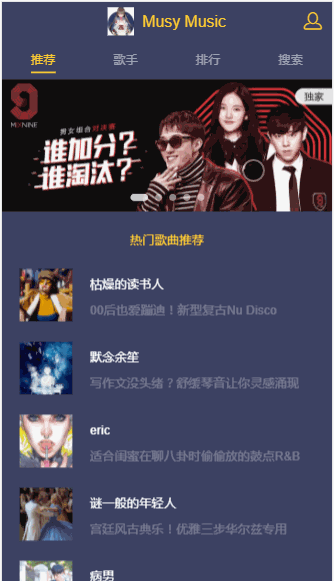 Musy Music
推荐 歌手 排行 搜索
MIXNINE
独家
男女组合对决赛
谁加分?
谁淘汰?
热门歌曲推荐
枯燥的读书人
00后也爱蹦迪！新型复古Nu Disco
默念余笙
写作文没头绪？舒缓琴音让你灵感涌现
eric
适合闺蜜在聊八卦时偷偷放的鼓点R&B
谜一般的年轻人
宫廷风古典乐！优雅三步华尔兹专用
病男